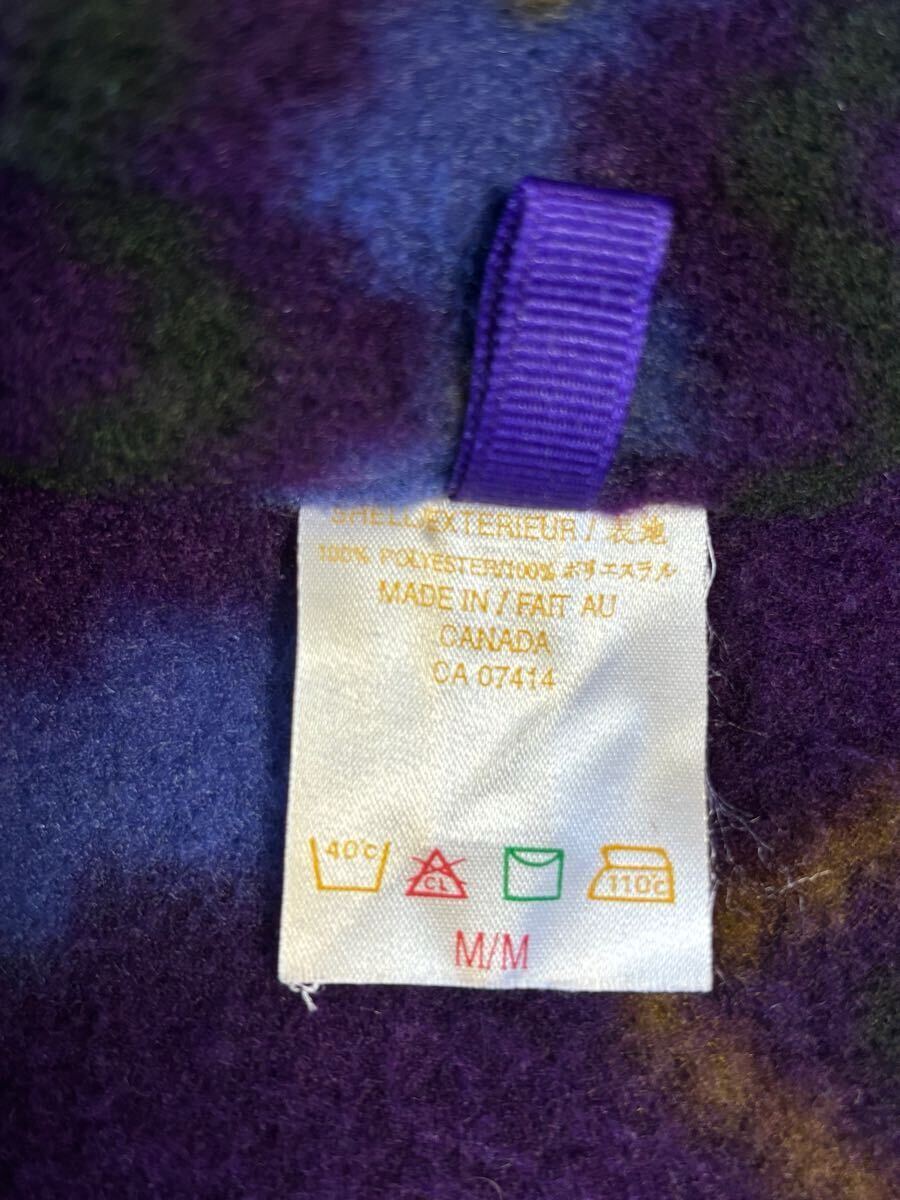 SHELL/EXTERIEUR / 表地
100% POLYESTER/100% ポリエステル
MADE IN / FAIT AU
CANADA
CA 07414
40°C CL 110°C
M/M